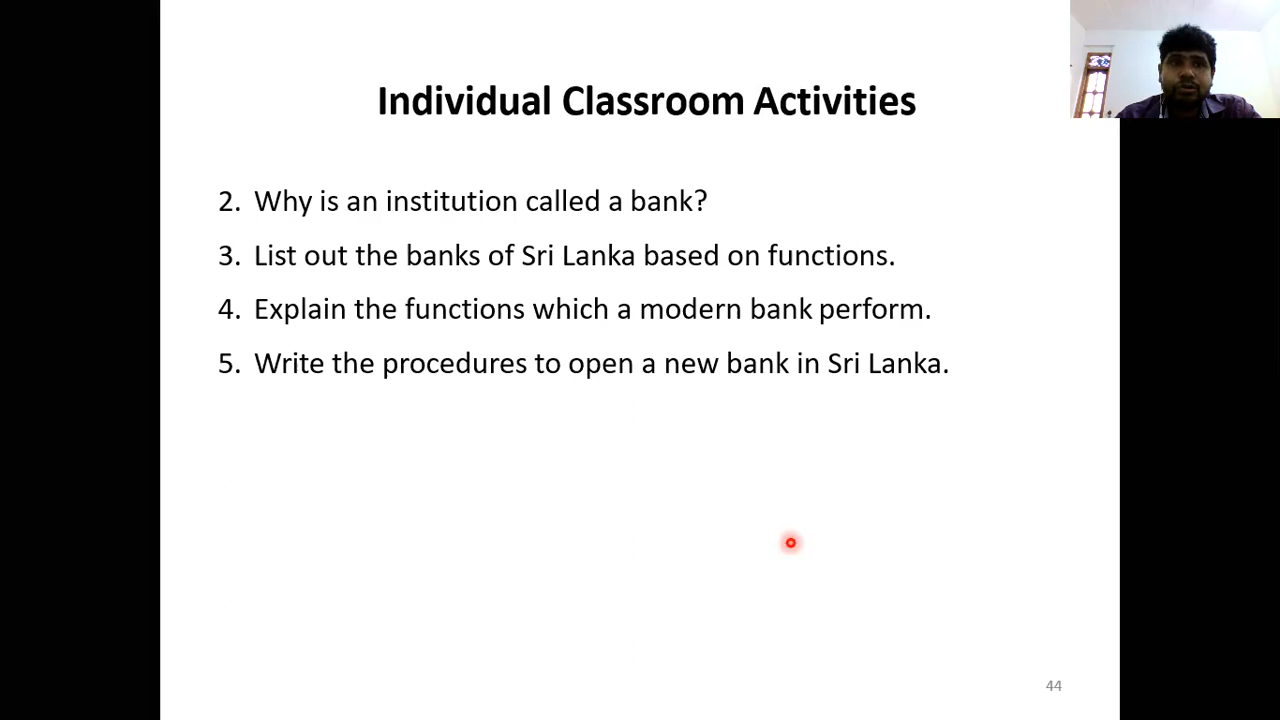 Individual Classroom Activities
2. Why is an institution called a bank?
3. List out the banks of Sri Lanka based on functions.
4. Explain the functions which a modern bank perform.
5. Write the procedures to open a new bank in Sri Lanka.
44